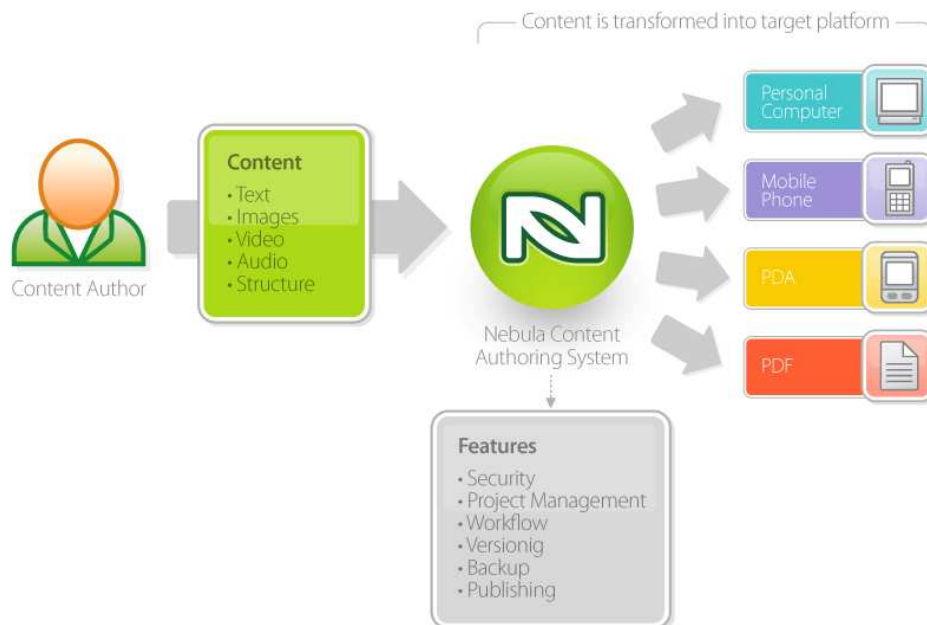 Content is transformed into target platform
Content Author
Content
• Text
• Images
• Video
• Audio
• Structure
Nebula Content
Authoring System
Personal
Computer
Mobile
Phone
PDA
PDF
Features
• Security
• Project Management
• Workflow
• Versionig
• Backup
• Publishing